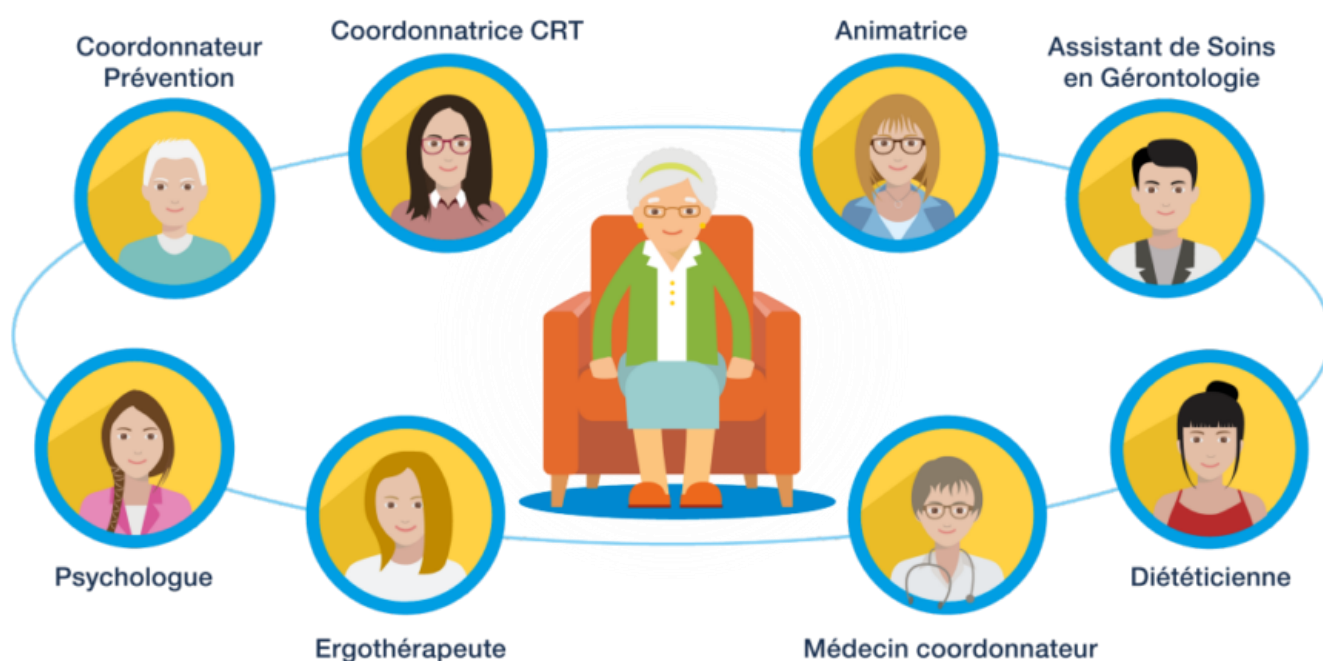 Coordonnateur
Prévention
Coordonnatrice CRT
Animatrice
Assistant de Soins
en Gérontologie
Psychologue
Ergothérapeute
Médecin coordonnateur
Diététicienne